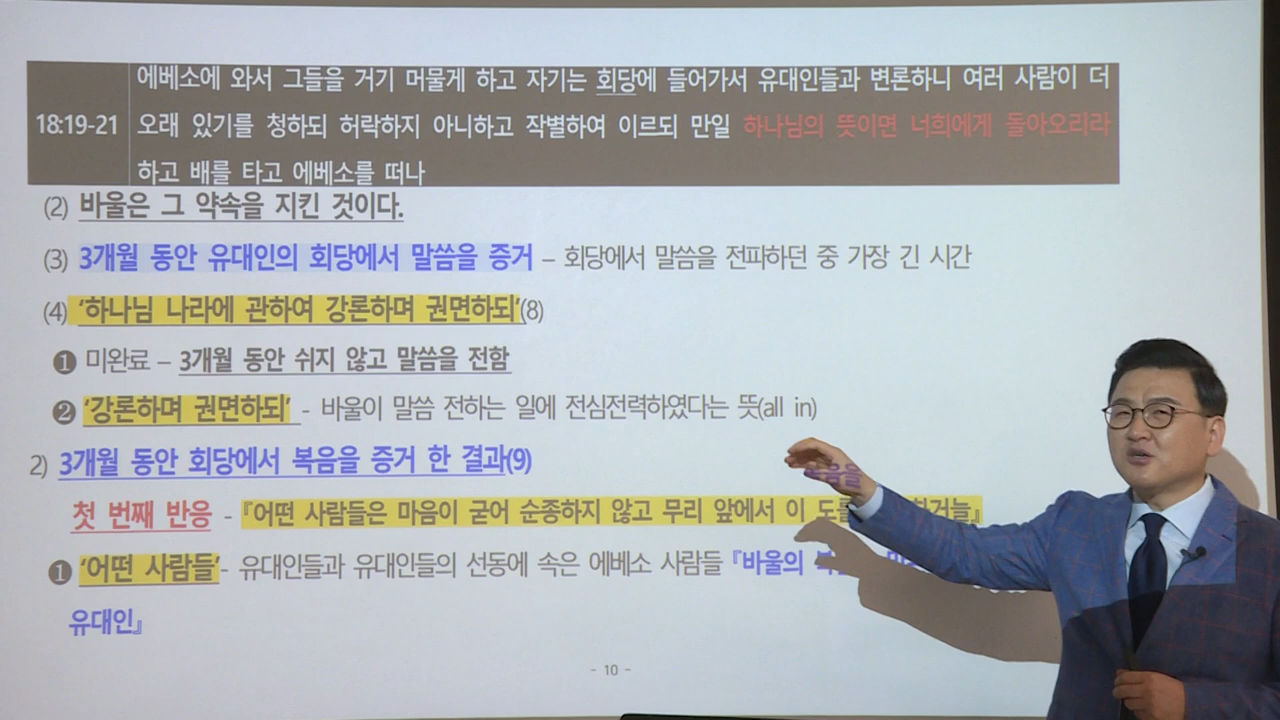 에베소에 와서 그들을 거기 머물게 하고 자기는 회당에 들어가서 유대인들과 변론하니 여러 사람이 더
18:19-21 오래 있기를 청하되 허락하지 아니하고 작별하여 이르되 만일 하나님의 뜻이면 너희에게 돌아오리라
하고 배를 타고 에베소를 떠나
(2) 바울은 그 약속을 지킨 것이다.
(3) 3개월 동안 유대인의 회당에서 말씀을 증거 – 회당에서 말씀을 전파하던 중 가장 긴 시간
(4) ‘하나님 나라에 관하여 강론하며 권면하되’(8)
❶ 미완료 – 3개월 동안 쉬지 않고 말씀을 전함
❷ ‘강론하며 권면하되’ - 바울이 말씀 전하는 일에 전심전력하였다는 뜻(all in)
2) 3개월 동안 회당에서 복음을 증거 한 결과(9)
복음을
첫 번째 반응 - 『어떤 사람들은 마음이 굳어 순종하지 않고 무리 앞에서 이
❶ ‘어떤 사람들’- 유대인들과 유대인들의 선동에 속은 에베소 사람들 『바울의
유대인』
- 10 -